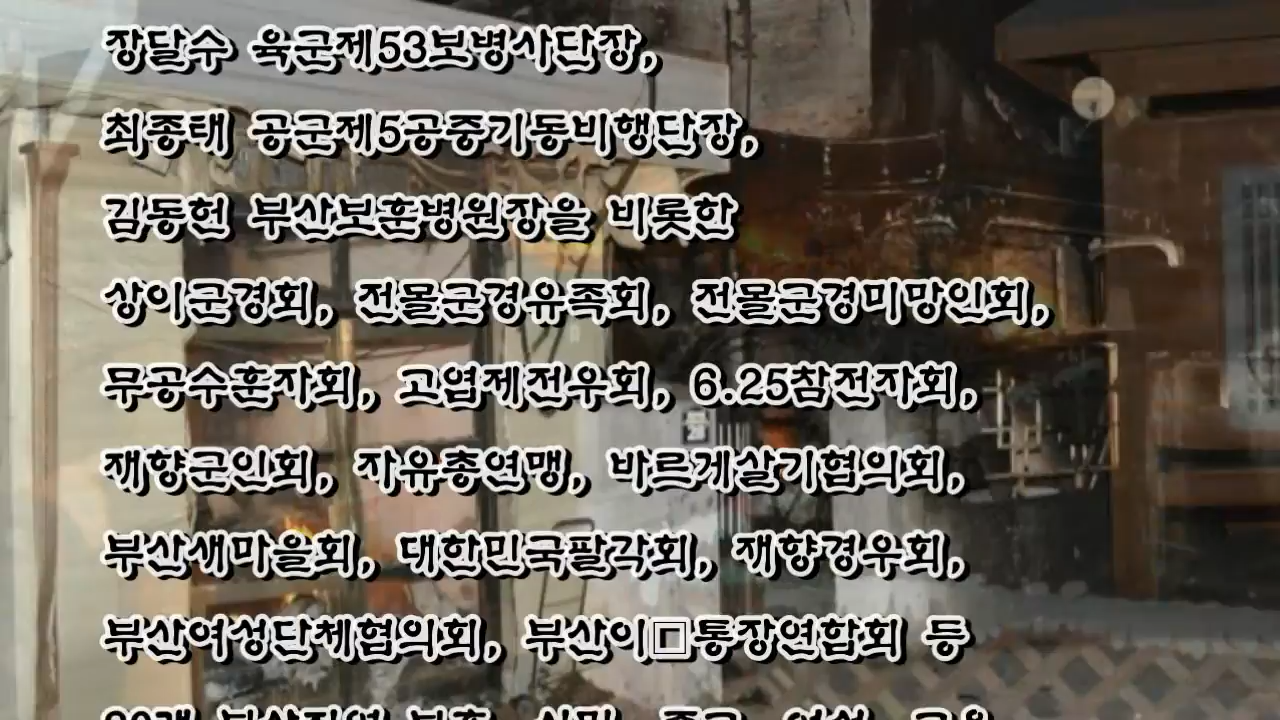 장달수 육군제53보병사단장,
최종태 공군제5공중기동비행단장,
김동헌 부산보훈병원장을 비롯한
상이군경회, 전몰군경유족회, 전몰군경미망인회,
무공수훈자회, 고엽제전우회, 6.25참전자회,
재향군인회, 자유총연맹, 바르게살기협의회,
부산새마을회, 대한민국팔각회, 재향경우회,
부산여성단체협의회, 부산이□통장연합회 등